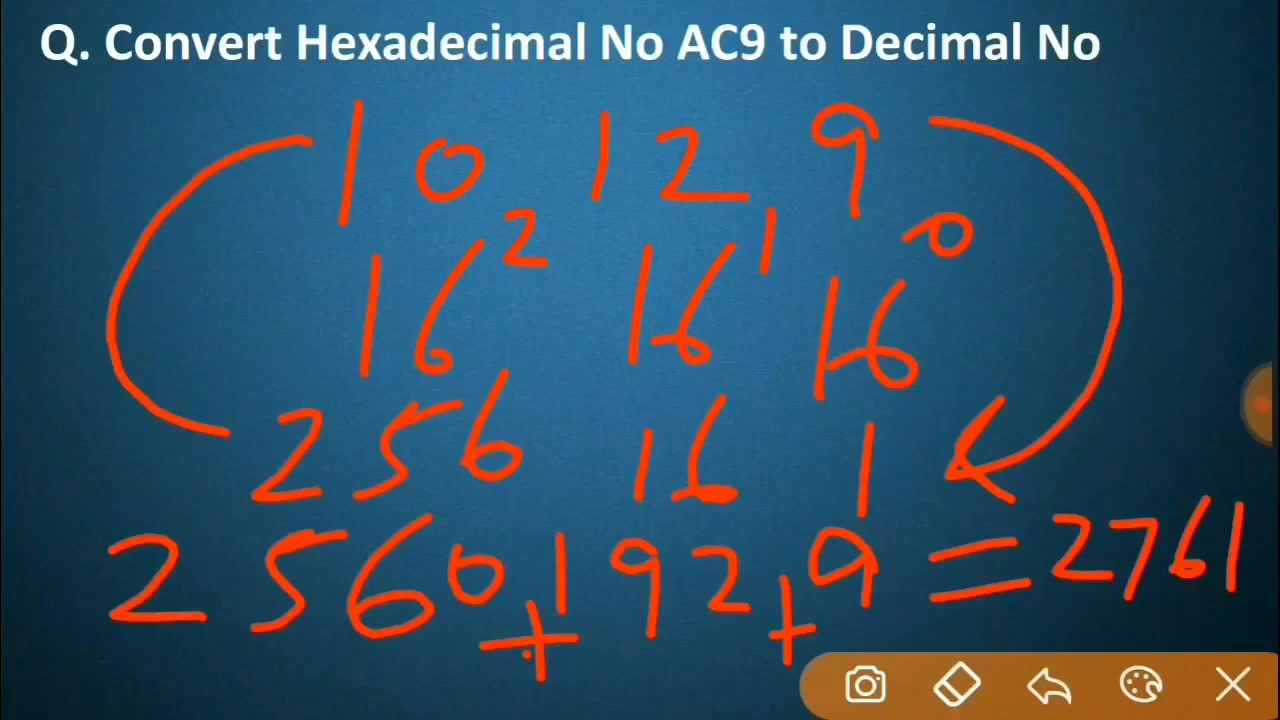 Q. Convert Hexadecimal No AC9 to Decimal No
10 12 9
16² 16¹ 16⁰
256 16 1
2560 + 192 + 9 = 2761